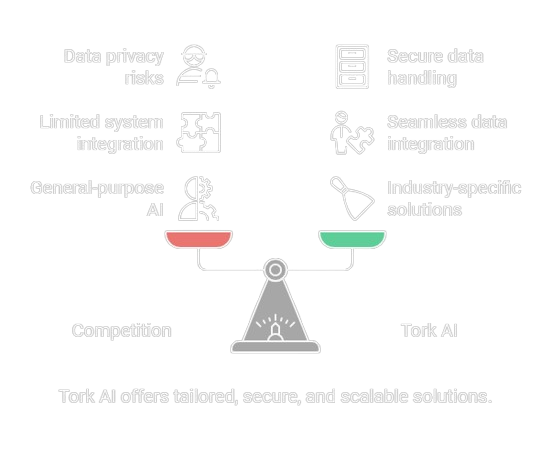 Data privacy
risks
Secure data
handling
Limited system
integration
Seamless data
integration
General-purpose
AI
Industry-specific
solutions
Competition
Tork AI
Tork AI offers tailored, secure, and scalable solutions.